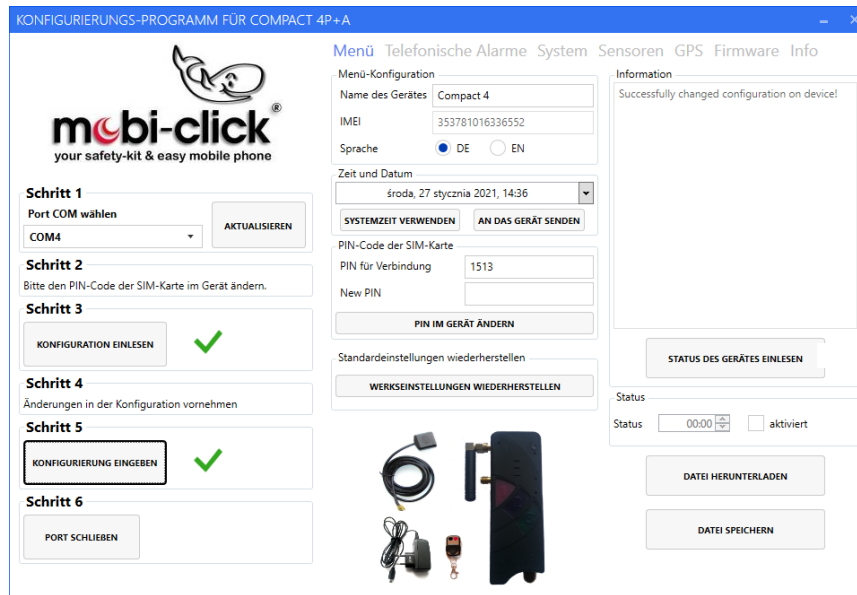 KONFIGURIERUNGS-PROGRAMM FÜR COMPACT 4P+A
mobi-click®
your safety-kit & easy mobile phone
Schritt 1
Port COM wählen
COM4
AKTUALISIEREN
Schritt 2
Bitte den PIN-Code der SIM-Karte im Gerät ändern.
Schritt 3
KONFIGURATION EINLESEN
Schritt 4
Änderungen in der Konfiguration vornehmen
Schritt 5
KONFIGURIERUNG EINGEBEN
Schritt 6
PORT SCHLIEßEN
Menü Telefonische Alarme System Sensoren GPS Firmware Info
Menü-Konfiguration
Name des Gerätes Compact 4
IMEI 353781016336552
Sprache DE EN
Zeit und Datum
środa, 27 stycznia 2021, 14:36
SYSTEMZEIT VERWENDEN AN DAS GERÄT SENDEN
PIN-Code der SIM-Karte
PIN für Verbindung 1513
New PIN
PIN IM GERÄT ÄNDERN
Standardeinstellungen wiederherstellen
WERKSEINSTELLUNGEN WIEDERHERSTELLEN
Information
Successfully changed configuration on device!
STATUS DES GERÄTES EINLESEN
Status
Status 00:00 aktiviert
DATEI HERUNTERLADEN
DATEI SPEICHERN